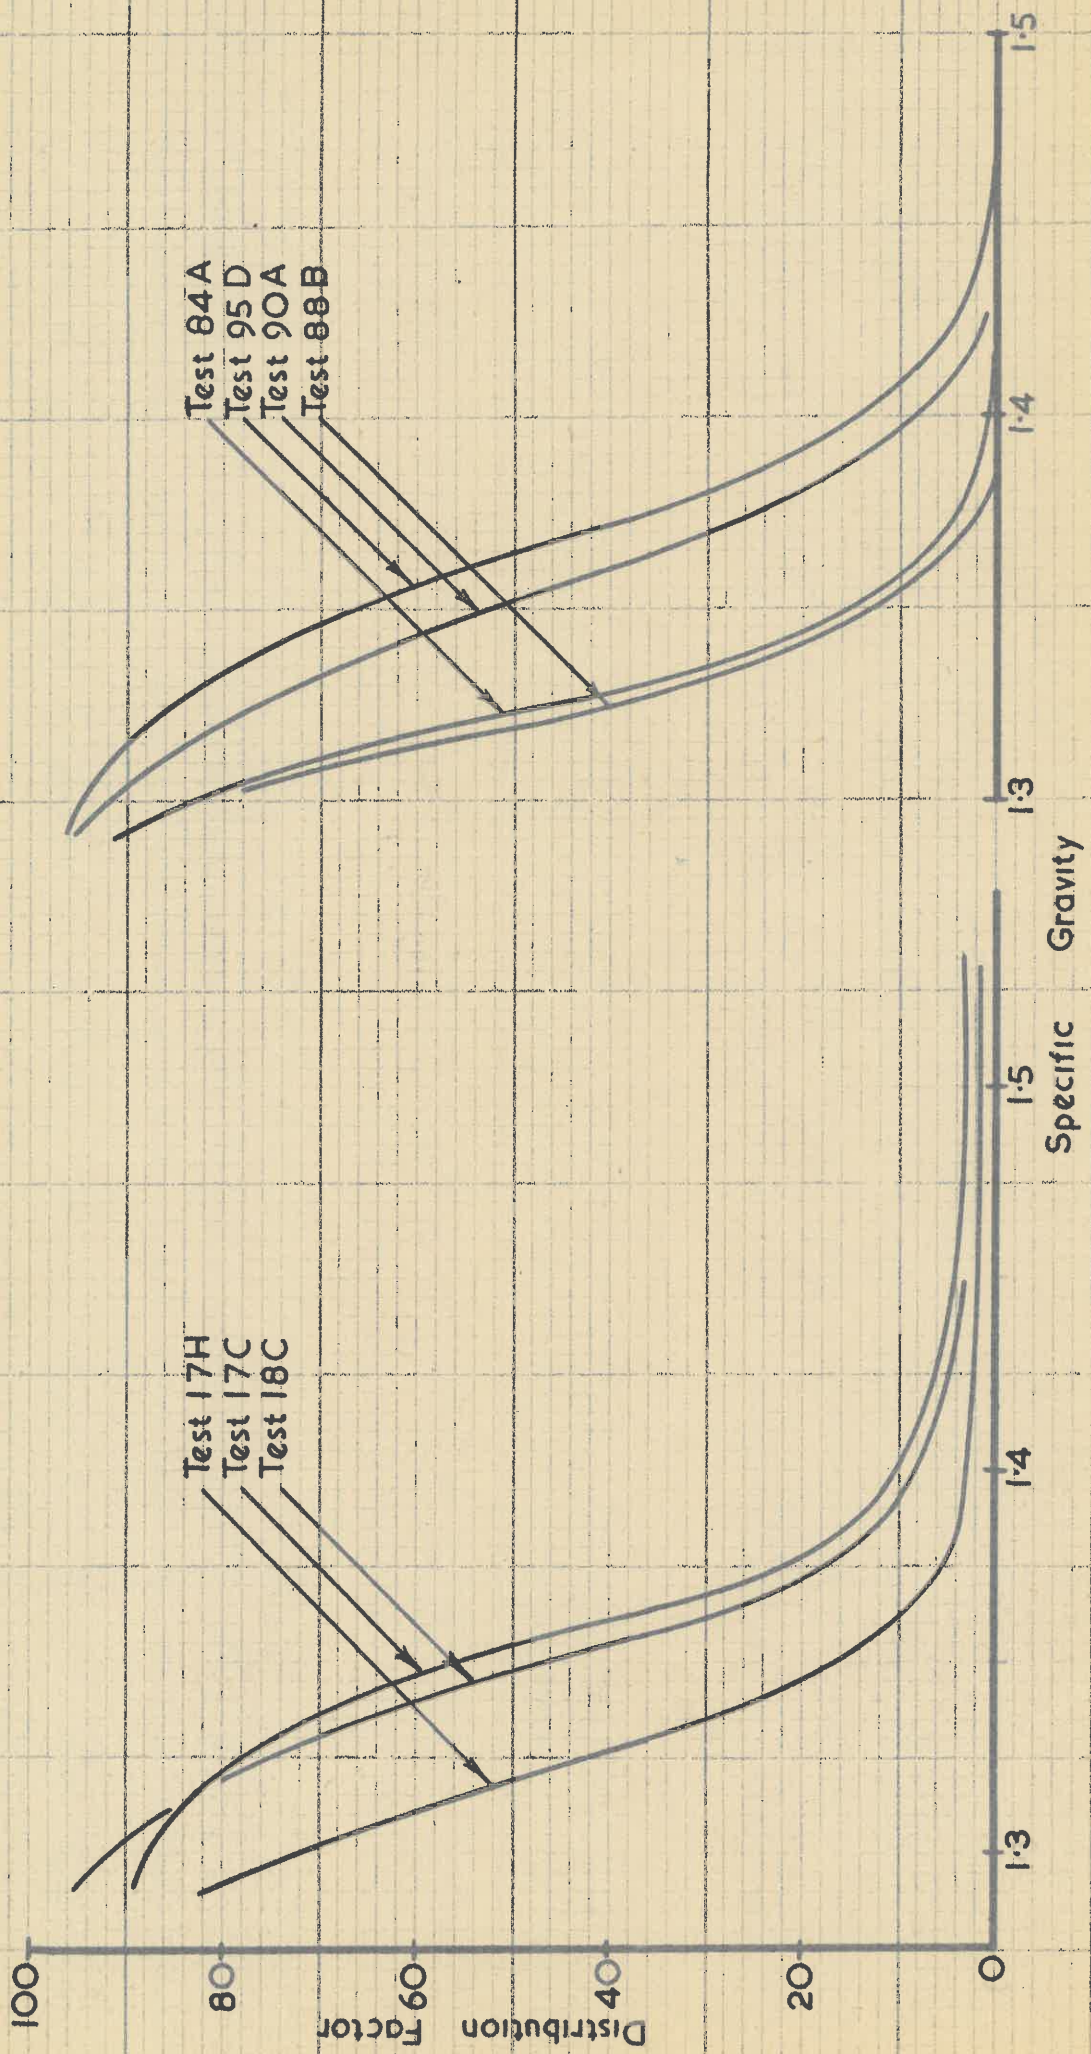 100
80
60
40
20
0
Distribution Factor
Test 17H
Test 17C
Test 18C
Test 84A
Test 95D
Test 90A
Test 88B
1·3
1·4
1·5
1·3
1·4
1·5
Specific Gravity